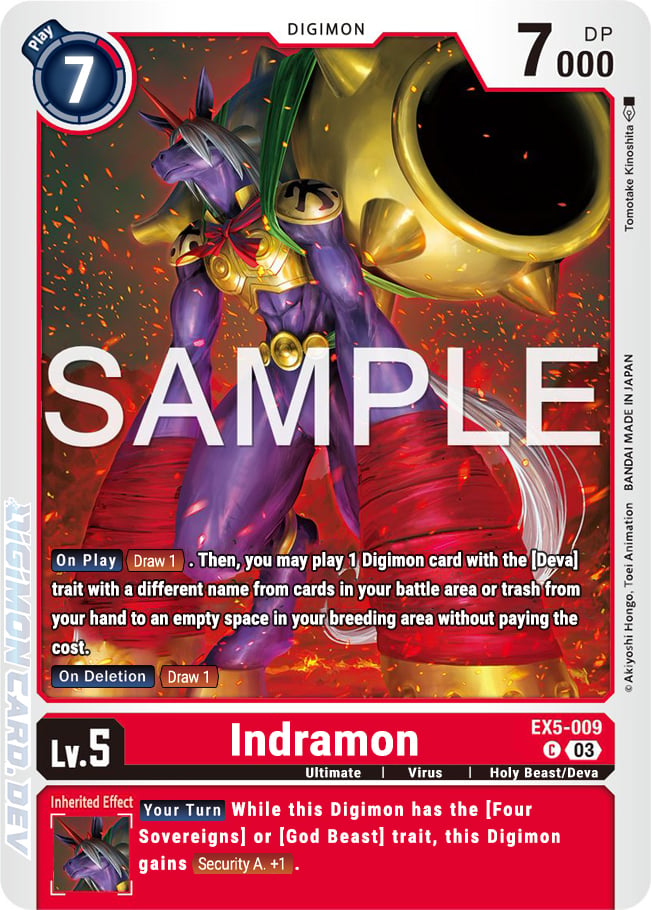 DIGIMON
Play
7
7000
DP
Tomotake Kinoshita
SAMPLE
On Play Draw 1 . Then, you may play 1 Digimon card with the [Deva]
trait with a different name from cards in your battle area or trash from
your hand to an empty space in your breeding area without paying the
cost.
On Deletion Draw 1
© Akiyoshi Hongo, Toei Animation BANDAI MADE IN JAPAN
DIGIMONCARD.DEV
Lv.5
Indramon
EX5-009
C 03
Ultimate | Virus | Holy Beast/Deva
Inherited Effect
Your Turn While this Digimon has the [Four
Sovereigns] or [God Beast] trait, this Digimon
gains Security A. +1 .